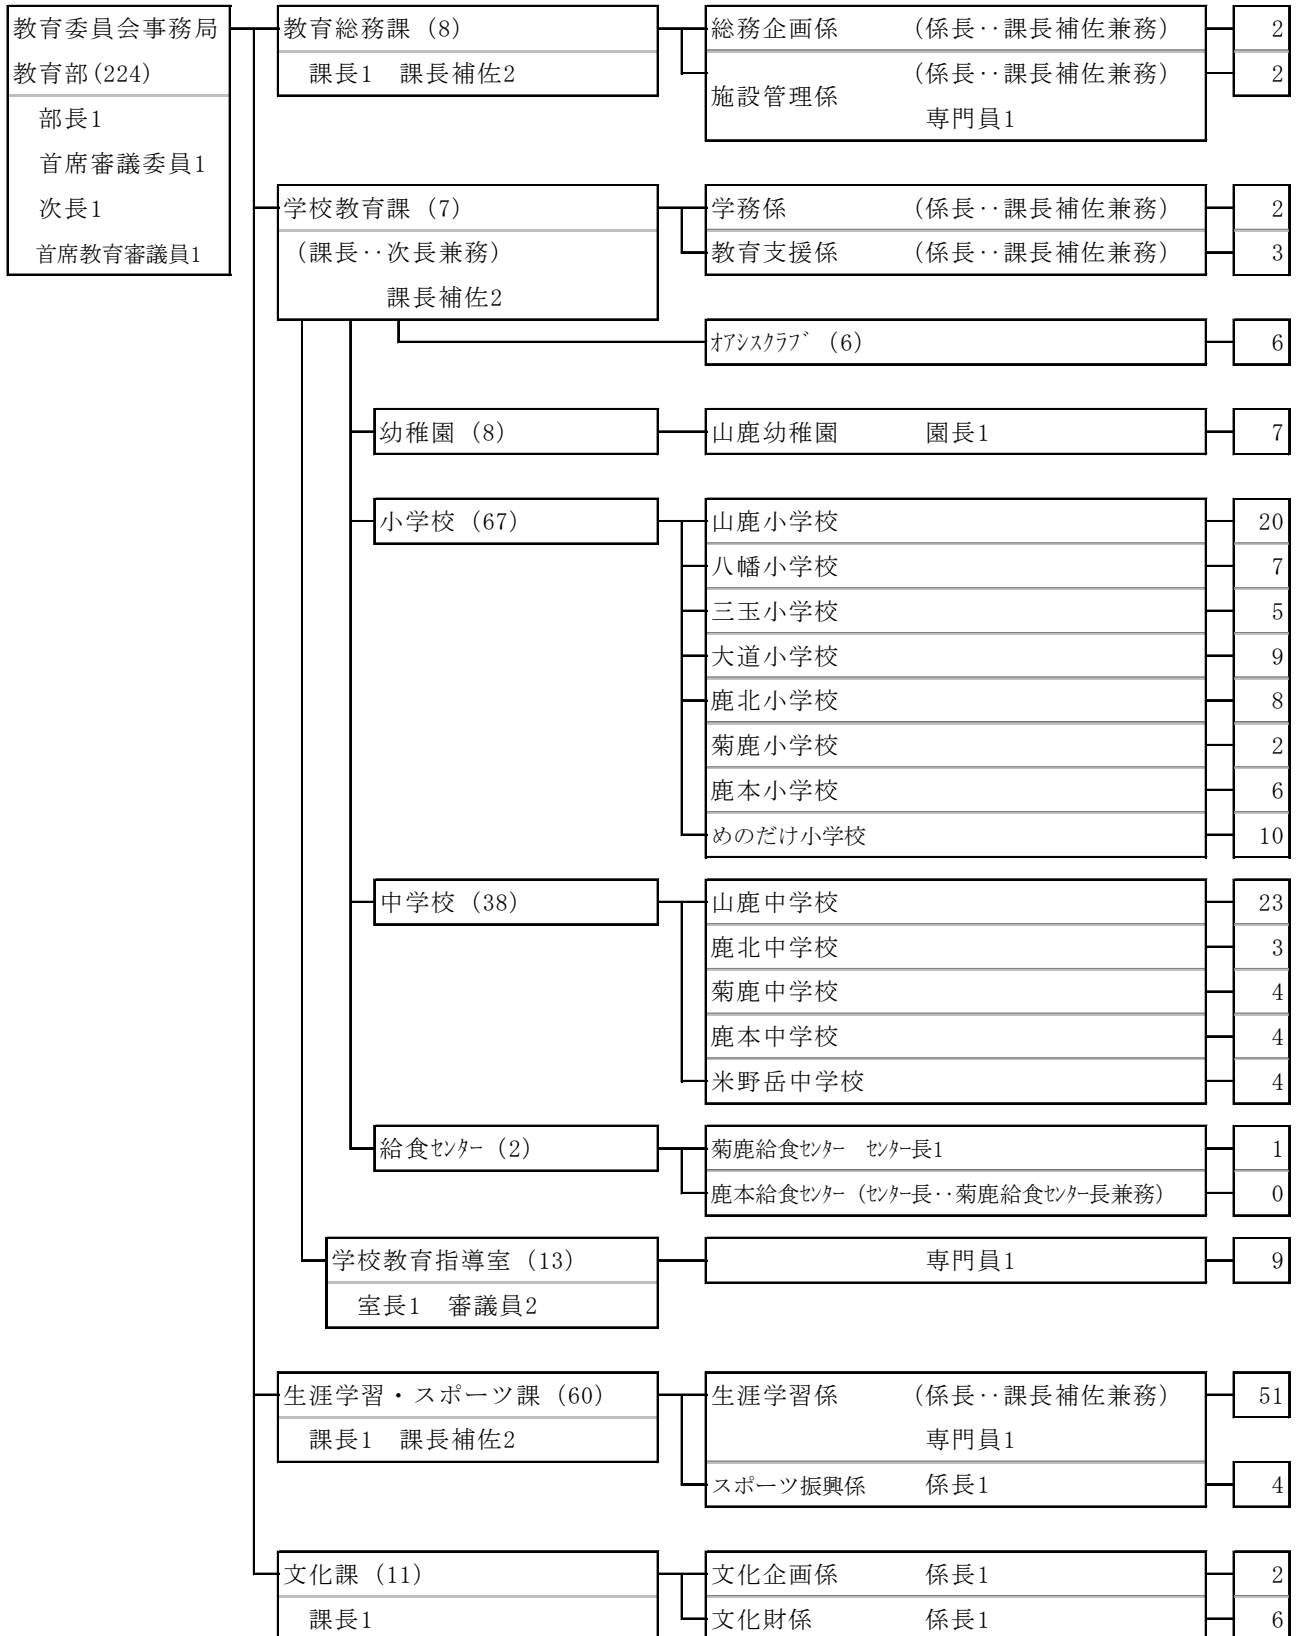 教育委員会事務局
教育部(224)
部長1
首席審議委員1
次長1
首席教育審議員1
教育総務課 (8)
課長1 課長補佐2
総務企画係 (係長‥課長補佐兼務) 2
施設管理係 (係長‥課長補佐兼務) 2
専門員1
学校教育課 (7)
(課長‥次長兼務)
課長補佐2
学務係 (係長‥課長補佐兼務) 2
教育支援係 (係長‥課長補佐兼務) 3
ｵｱｼｽｸﾗﾌﾞ (6) 6
幼稚園 (8)
山鹿幼稚園 園長1 7
小学校 (67)
山鹿小学校 20
八幡小学校 7
三玉小学校 5
大道小学校 9
鹿北小学校 8
菊鹿小学校 2
鹿本小学校 6
めのだけ小学校 10
中学校 (38)
山鹿中学校 23
鹿北中学校 3
菊鹿中学校 4
鹿本中学校 4
米野岳中学校 4
給食ｾﾝﾀｰ (2)
菊鹿給食ｾﾝﾀｰ ｾﾝﾀｰ長1 1
鹿本給食ｾﾝﾀｰ (ｾﾝﾀｰ長‥菊鹿給食ｾﾝﾀｰ長兼務) 0
学校教育指導室 (13)
室長1 審議員2
専門員1 9
生涯学習・スポーツ課 (60)
課長1 課長補佐2
生涯学習係 (係長‥課長補佐兼務) 51
専門員1
スポーツ振興係 係長1 4
文化課 (11)
課長1
文化企画係 係長1 2
文化財係 係長1 6